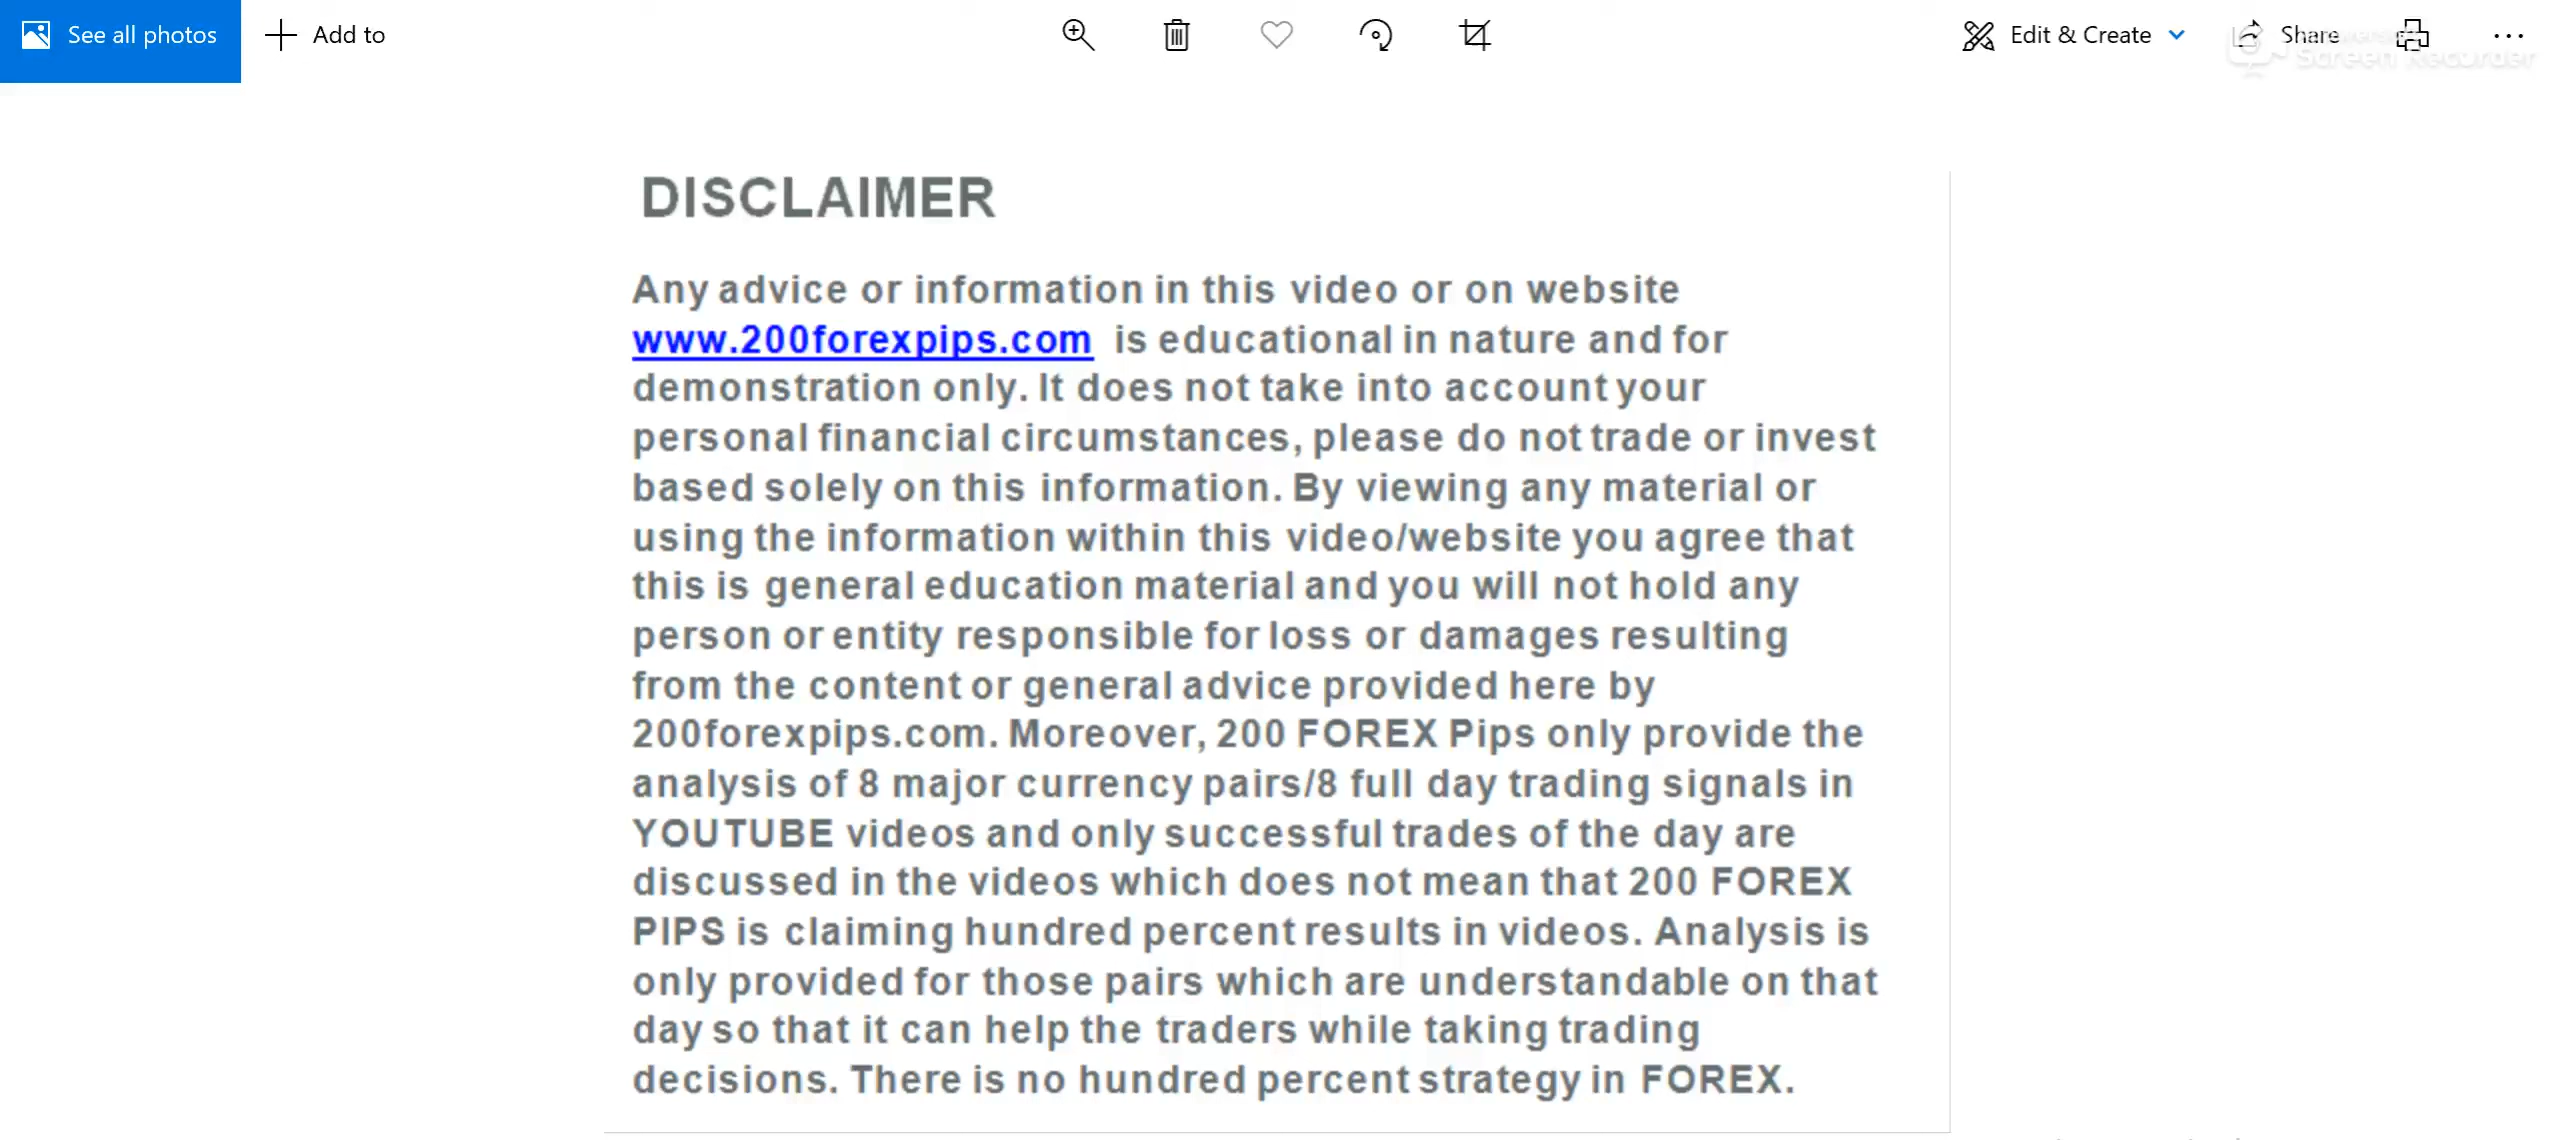 See all photos
Add to
Edit & Create
Share
Screen Recorder
DISCLAIMER
Any advice or information in this video or on website
www.200forexpips.com is educational in nature and for
demonstration only. It does not take into account your
personal financial circumstances, please do not trade or invest
based solely on this information. By viewing any material or
using the information within this video/website you agree that
this is general education material and you will not hold any
person or entity responsible for loss or damages resulting
from the content or general advice provided here by
200forexpips.com. Moreover, 200 FOREX Pips only provide the
analysis of 8 major currency pairs/8 full day trading signals in
YOUTUBE videos and only successful trades of the day are
discussed in the videos which does not mean that 200 FOREX
PIPS is claiming hundred percent results in videos. Analysis is
only provided for those pairs which are understandable on that
day so that it can help the traders while taking trading
decisions. There is no hundred percent strategy in FOREX.